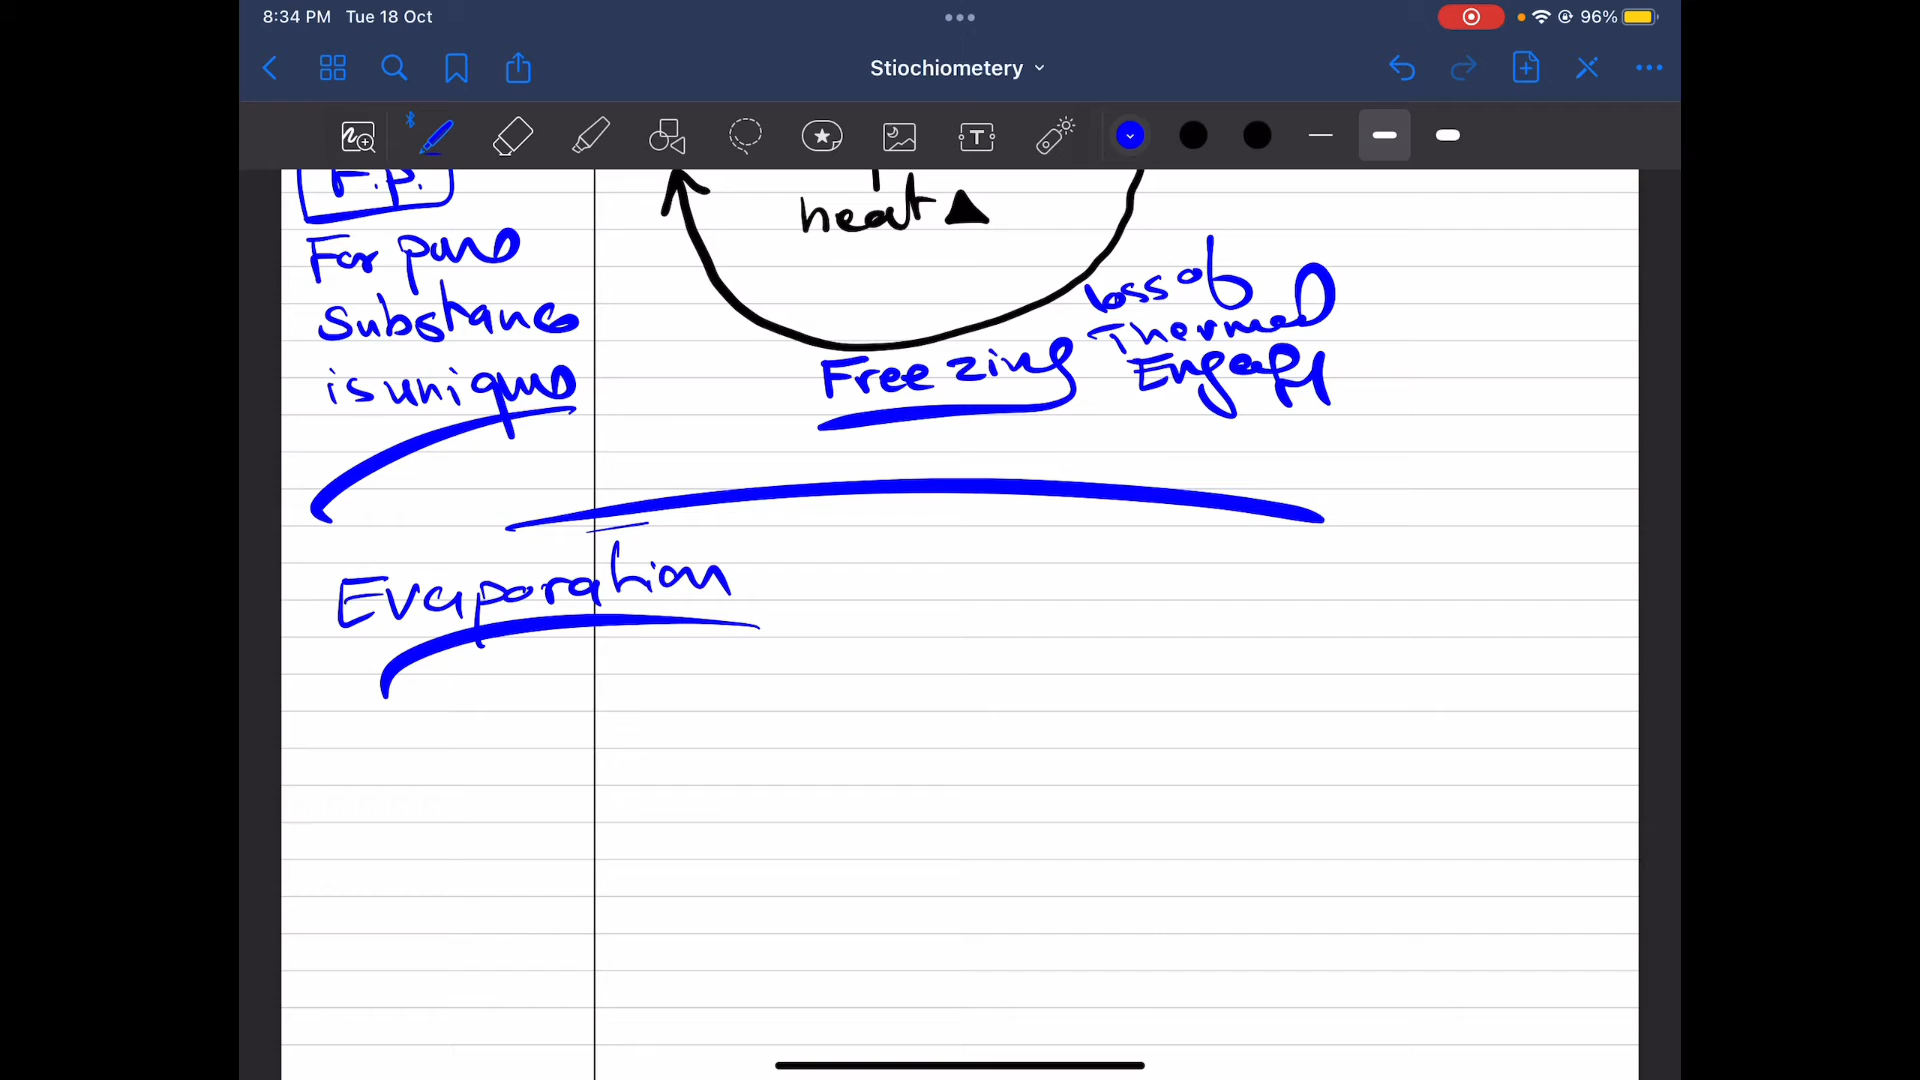 8:34 PM Tue 18 Oct
96%
Stiochiometery
T
F.P.
For pure
substance
is unique
heat
loss of
Thermal
Energy
Freezing
Evaporation